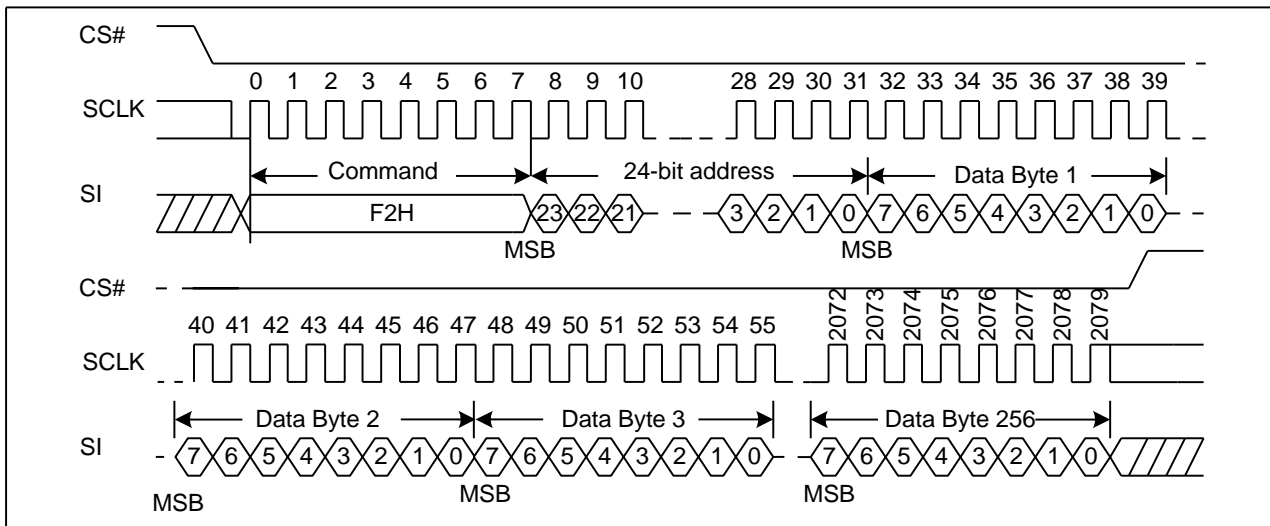 CS#
0 1 2 3 4 5 6 7 8 9 10 28 29 30 31 32 33 34 35 36 37 38 39
SCLK
Command 24-bit address Data Byte 1
SI
F2H 23 22 21 3 2 1 0 7 6 5 4 3 2 1 0
MSB MSB
CS#
2072 2073 2074 2075 2076 2077 2078 2079
40 41 42 43 44 45 46 47 48 49 50 51 52 53 54 55
SCLK
Data Byte 2 Data Byte 3 Data Byte 256
SI
7 6 5 4 3 2 1 0 7 6 5 4 3 2 1 0 7 6 5 4 3 2 1 0
MSB MSB MSB